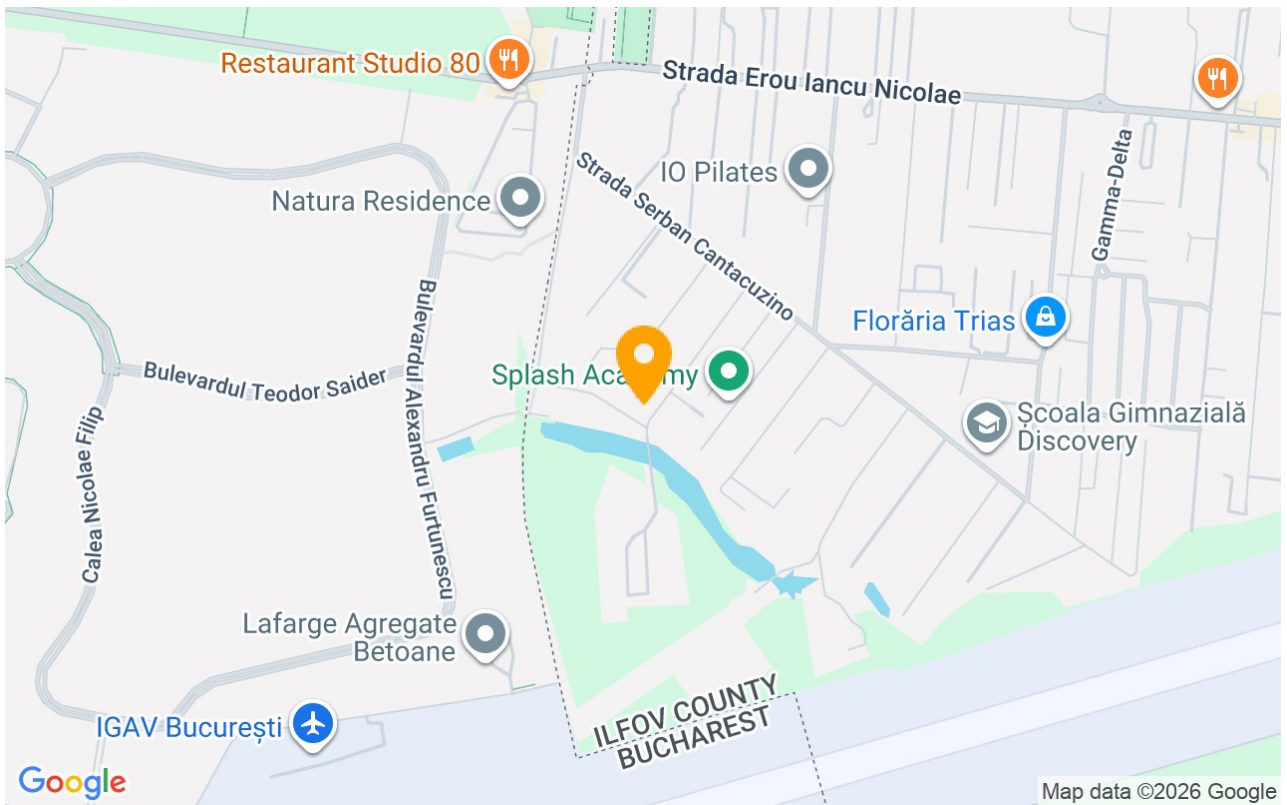 Restaurant Studio 80
Strada Erou Iancu Nicolae
Strada Serban Cantacuzino
IO Pilates
Gamma-Delta
Natura Residence
Florăria Trias
Bulevardul Teodor Saider
Bulevardul Alexandru Furtunescu
Splash Academy
Calea Nicolae Filip
Școala Gimnazială
Discovery
Lafarge Agregate
Betoane
IGAV București
ILFOV COUNTY
BUCHAREST
Google
Map data ©2026 Google